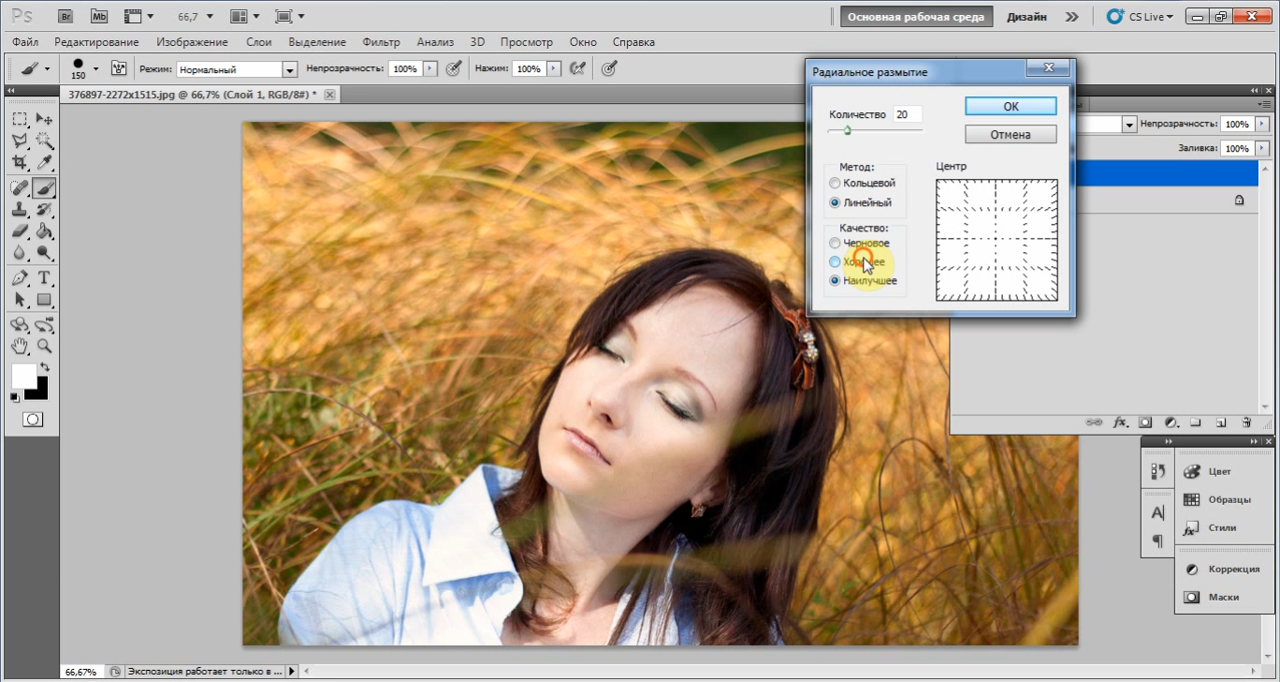 Ps Br Mb 66,7 Основная рабочая среда Дизайн CS Live
Файл Редактирование Изображение Слои Выделение Фильтр Анализ 3D Просмотр Окно Справка
150 Режим: Нормальный Непрозрачность: 100% Нажим: 100%
376897-2272x1515.jpg @ 66,7% (Слой 1, RGB/8#) *
Радиальное размытие
Количество 20
OK
Отмена
Метод:
Кольцевой
Линейный
Качество:
Черновое
Наилучшее
Центр
Непрозрачность: 100%
Заливка: 100%
fx
Цвет
Образцы
Стили
Коррекция
Маски
66,67% Экспозиция работает только в ...